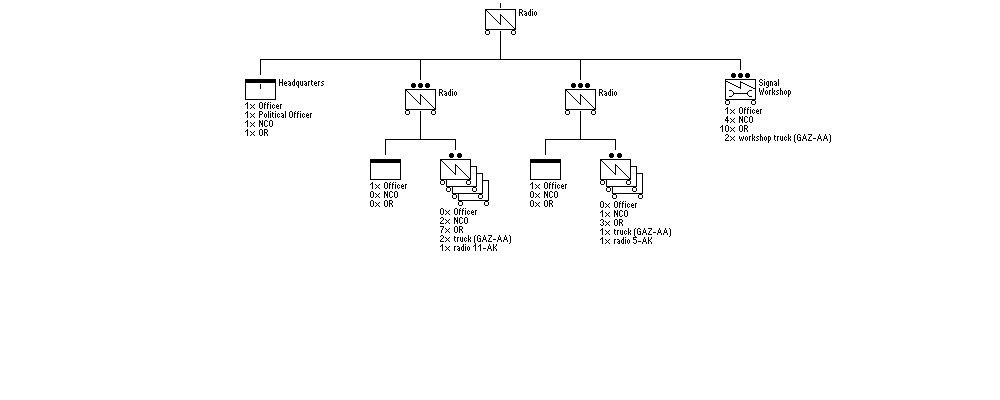 Radio
Headquarters
1× Officer
1× Political Officer
1× NCO
1× OR
Radio
1× Officer
0× NCO
0× OR
0× Officer
2× NCO
7× OR
2× truck (GAZ-AA)
1× radio 11-AK
Radio
1× Officer
0× NCO
0× OR
0× Officer
1× NCO
3× OR
1× truck (GAZ-AA)
1× radio 5-AK
Signal
Workshop
1× Officer
4× NCO
10× OR
2× workshop truck (GAZ-AA)